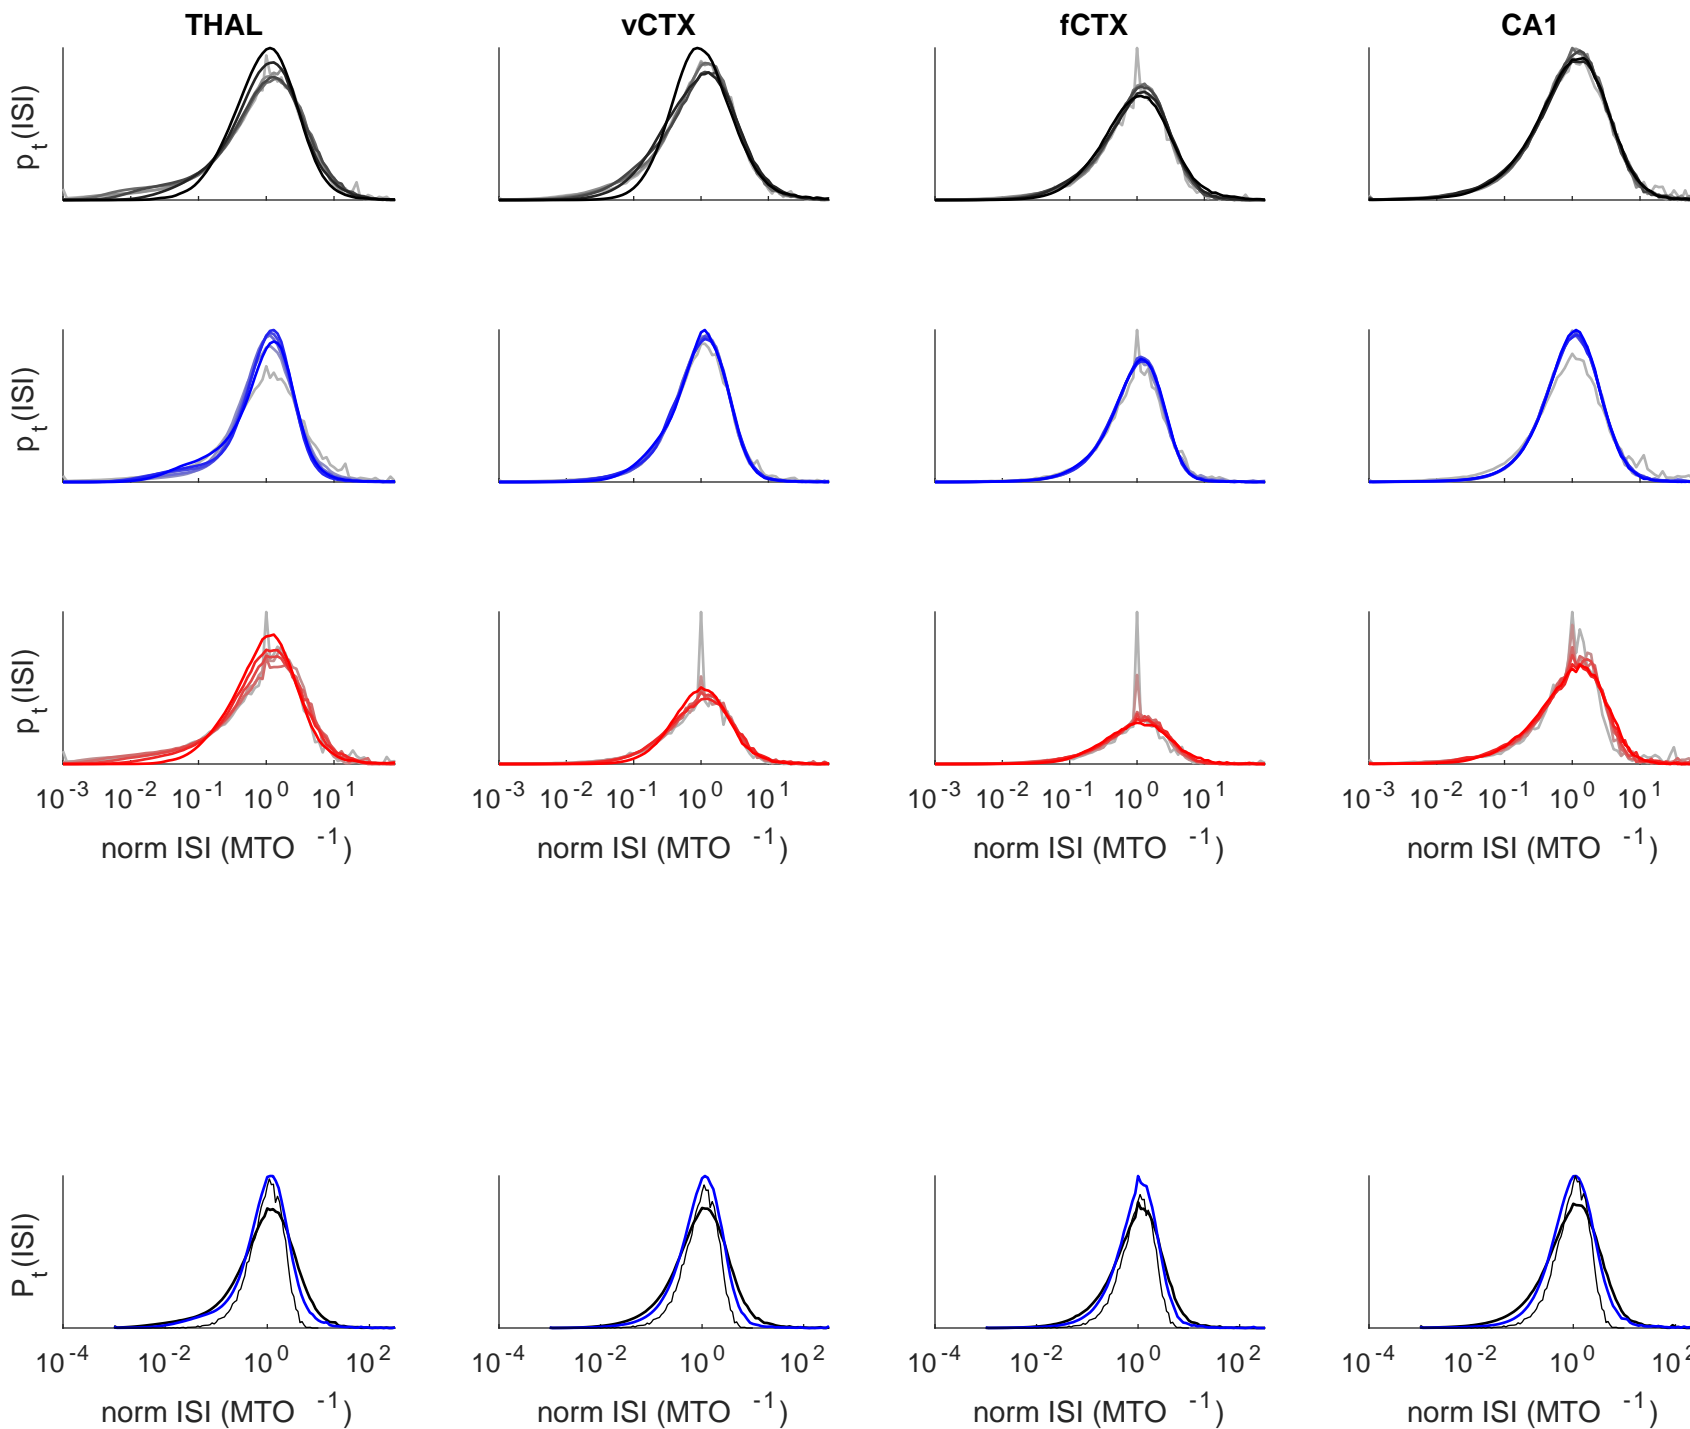 THAL vCTX fCTX CA1
p_t(ISI)
p_t(ISI)
p_t(ISI)
10^-3 10^-2 10^-1 10^0 10^1 10^-3 10^-2 10^-1 10^0 10^1 10^-3 10^-2 10^-1 10^0 10^1 10^-3 10^-2 10^-1 10^0 10^1
norm ISI (MTO ^-1) norm ISI (MTO ^-1) norm ISI (MTO ^-1) norm ISI (MTO ^-1)
P_t(ISI)
10^-4 10^-2 10^0 10^2 10^-4 10^-2 10^0 10^2 10^-4 10^-2 10^0 10^2 10^-4 10^-2 10^0 10^2
norm ISI (MTO ^-1) norm ISI (MTO ^-1) norm ISI (MTO ^-1) norm ISI (MTO ^-1)